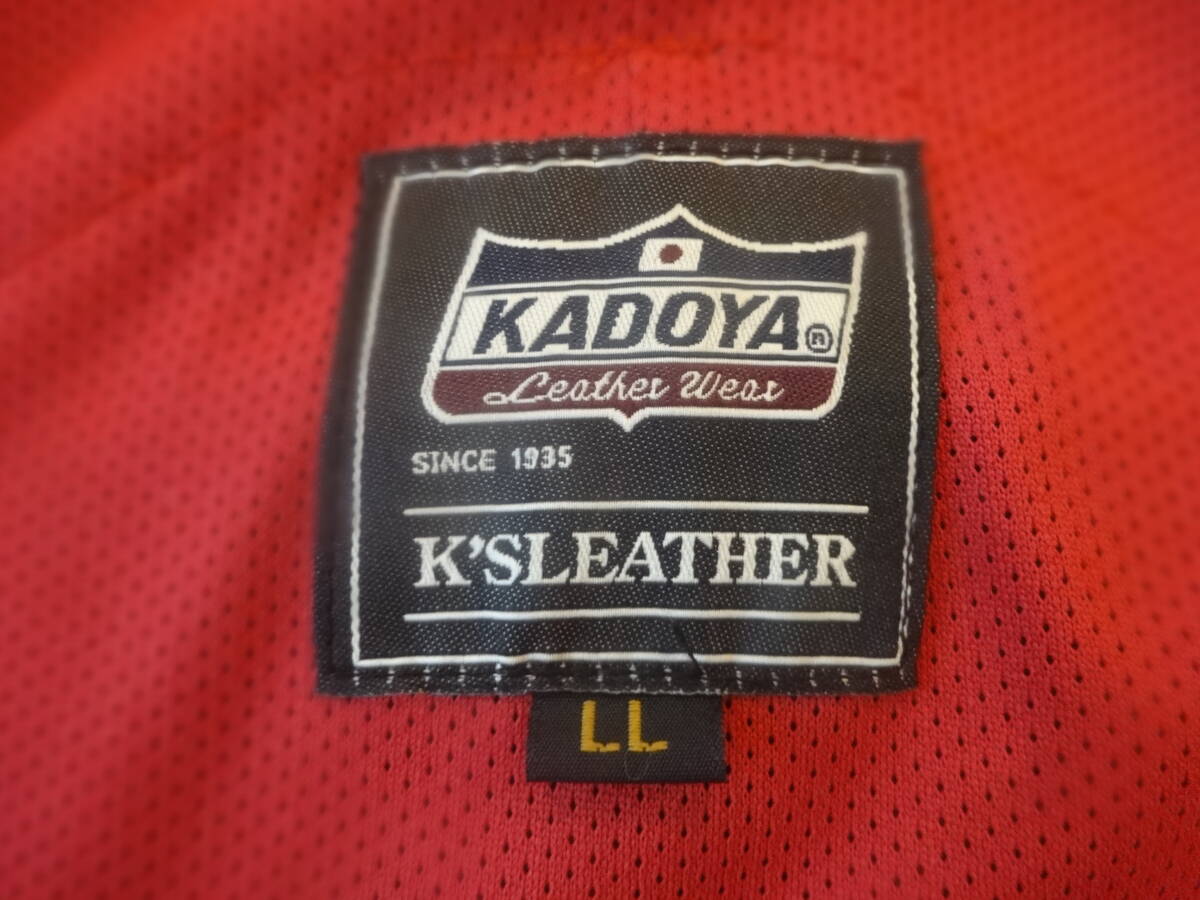 KADOYA®
Leather Wear
SINCE 1935
K'SLEATHER
LL